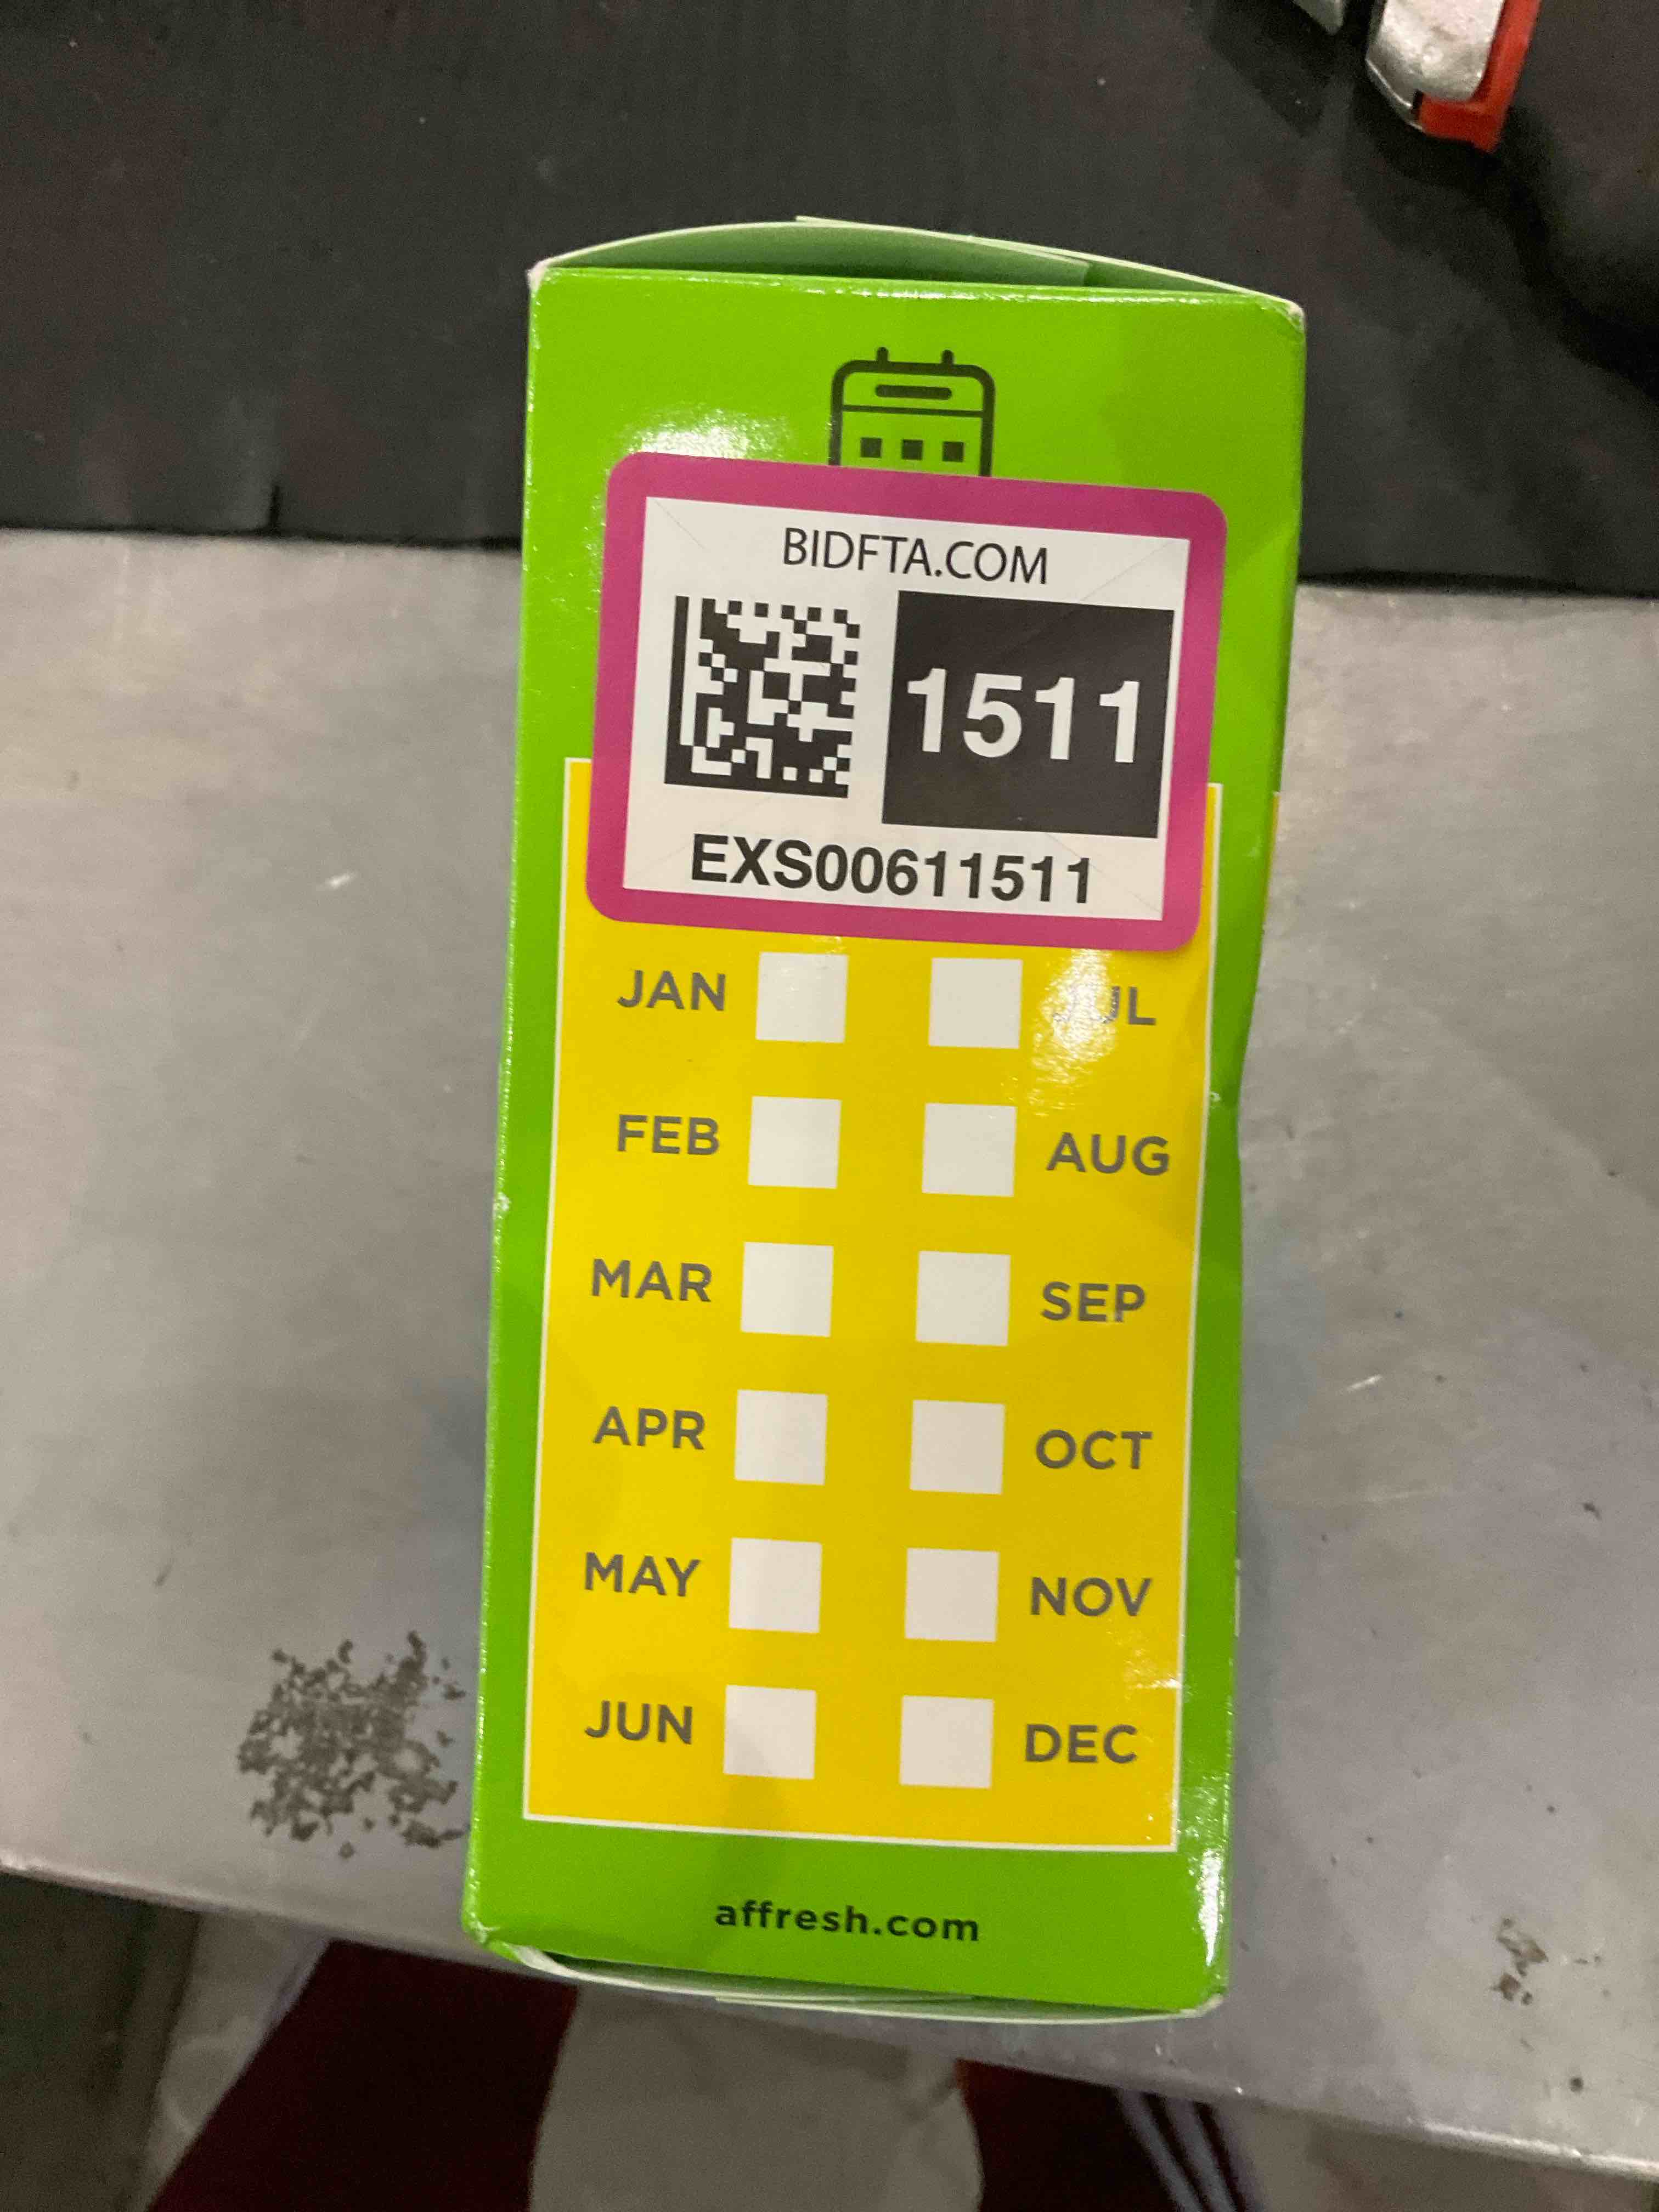 BIDFTA.COM
1511
EXS00611511
JAN JUL
FEB AUG
MAR SEP
APR OCT
MAY NOV
JUN DEC
affresh.com